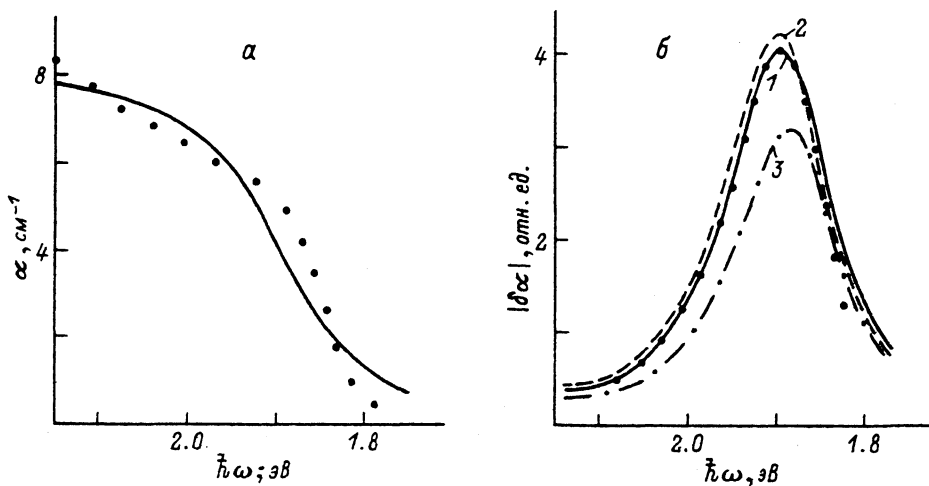 а
8
4
α, см⁻¹
2.0
1.8
ħω; эв
б
4
2
|δα|, отн. ед.
1
2
3
2.0
1.8
ħω, эв